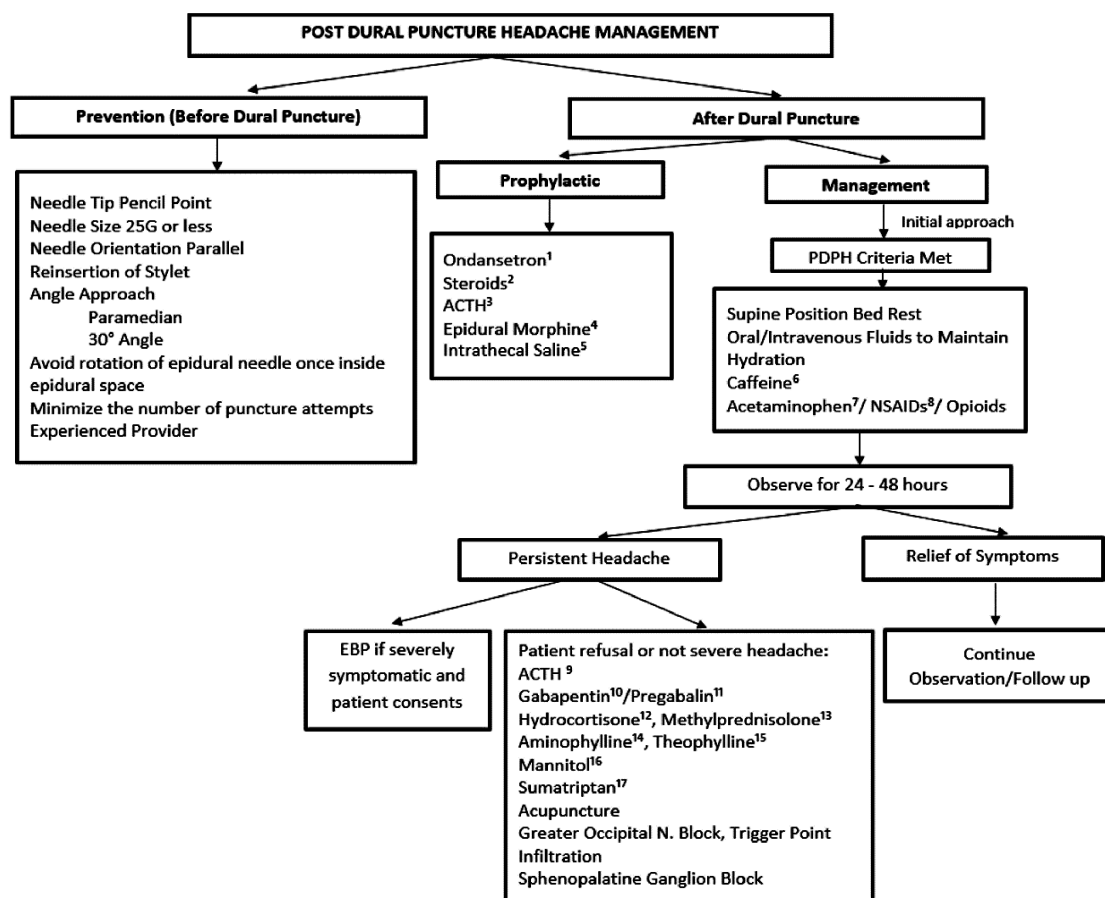 POST DURAL PUNCTURE HEADACHE MANAGEMENT
Prevention (Before Dural Puncture)
After Dural Puncture
Needle Tip Pencil Point
Needle Size 25G or less
Needle Orientation Parallel
Reinsertion of Stylet
Angle Approach
Paramedian
30° Angle
Avoid rotation of epidural needle once inside
epidural space
Minimize the number of puncture attempts
Experienced Provider
Prophylactic
Ondansetron¹
Steroids²
ACTH³
Epidural Morphine⁴
Intrathecal Saline⁵
Management
Initial approach
PDPH Criteria Met
Supine Position Bed Rest
Oral/Intravenous Fluids to Maintain
Hydration
Caffeine⁶
Acetaminophen⁷/ NSAIDs⁸/ Opioids
Observe for 24 - 48 hours
Persistent Headache
Relief of Symptoms
EBP if severely
symptomatic and
patient consents
Patient refusal or not severe headache:
ACTH ⁹
Gabapentin¹⁰/Pregabalin¹¹
Hydrocortisone¹², Methylprednisolone¹³
Aminophylline¹⁴, Theophylline¹⁵
Mannitol¹⁶
Sumatriptan¹⁷
Acupuncture
Greater Occipital N. Block, Trigger Point
Infiltration
Sphenopalatine Ganglion Block
Continue
Observation/Follow up